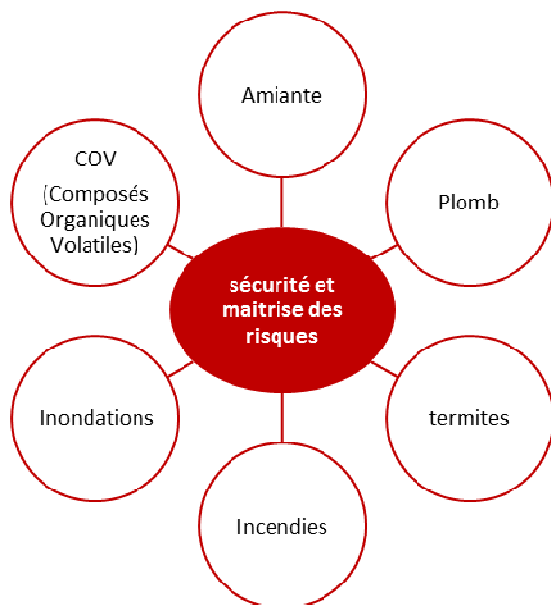 Amiante
COV
(Composés
Organiques
Volatiles)
Plomb
sécurité et
maitrise des
risques
Inondations
termites
Incendies